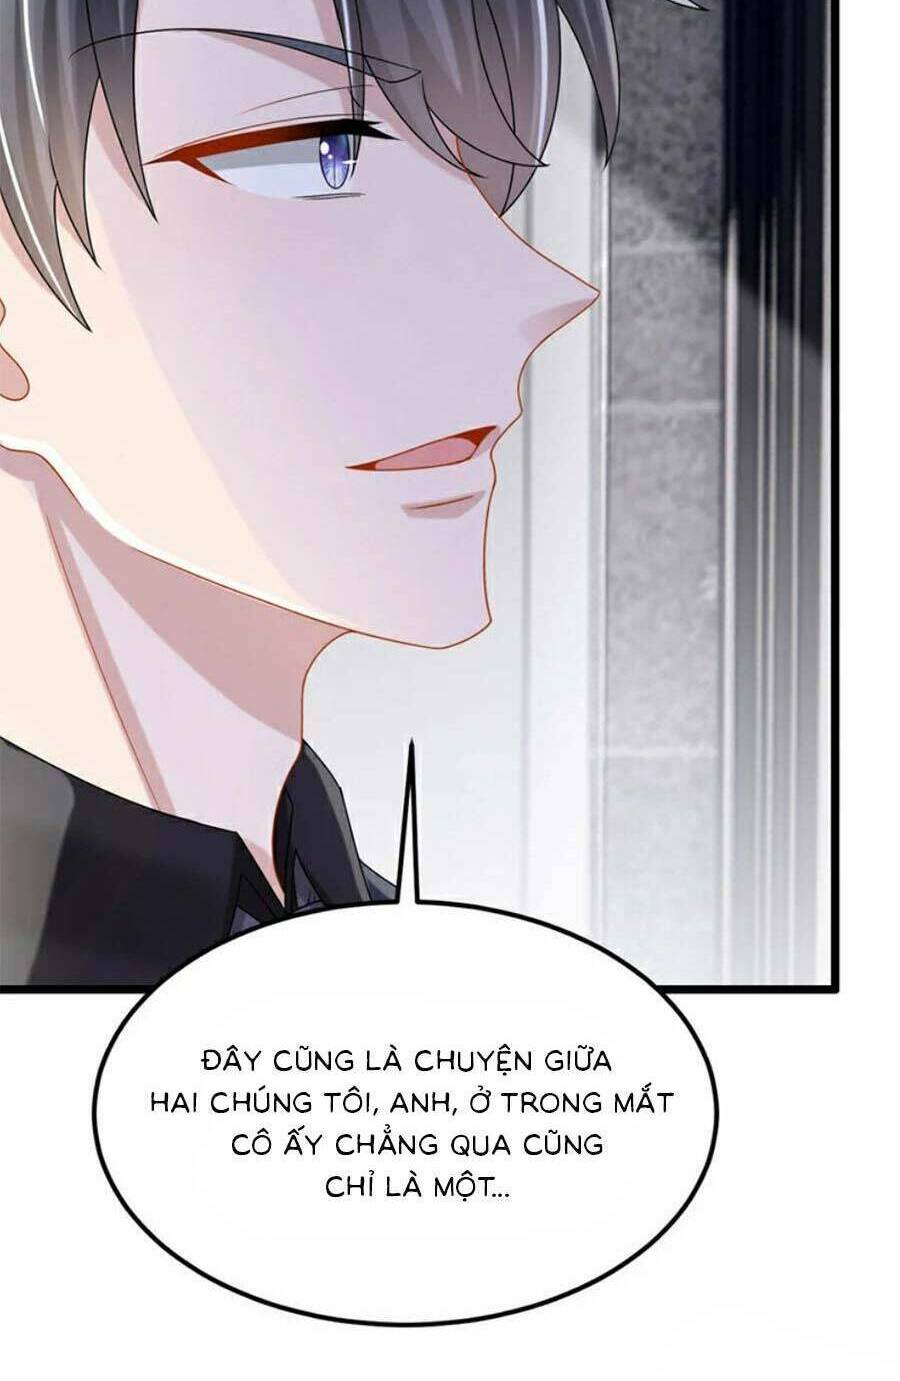 ĐÂY CŨNG LÀ CHUYỆN GIỮA
HAI CHÚNG TÔI, ANH, Ở TRONG MẮT
CÔ ẤY CHẲNG QUA CŨNG
CHỈ LÀ MỘT...